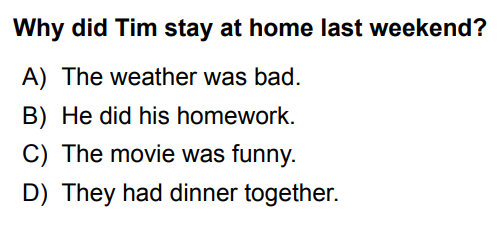 Why did Tim stay at home last weekend?
A) The weather was bad.
B) He did his homework.
C) The movie was funny.
D) They had dinner together.